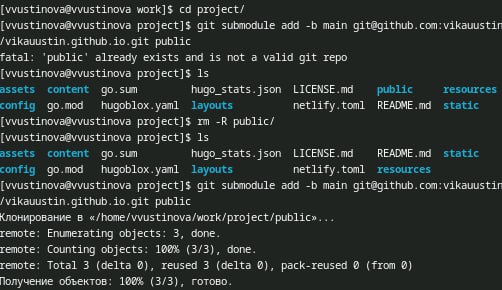 [vvustinova@vvustinova work]$ cd project/
[vvustinova@vvustinova project]$ git submodule add -b main git@github.com:vikauustin
/vikauustin.github.io.git public
fatal: 'public' already exists and is not a valid git repo
[vvustinova@vvustinova project]$ ls
assets content go.sum hugo_stats.json LICENSE.md public resources
config go.mod hugoblox.yaml layouts netlify.toml README.md static
[vvustinova@vvustinova project]$ rm -R public/
[vvustinova@vvustinova project]$ ls
assets content go.sum hugo_stats.json LICENSE.md README.md static
config go.mod hugoblox.yaml layouts netlify.toml resources
[vvustinova@vvustinova project]$ git submodule add -b main git@github.com:vikauustin
/vikauustin.github.io.git public
Клонирование в «/home/vvustinova/work/project/public»...
remote: Enumerating objects: 3, done.
remote: Counting objects: 100% (3/3), done.
remote: Total 3 (delta 0), reused 3 (delta 0), pack-reused 0 (from 0)
Получение объектов: 100% (3/3), готово.